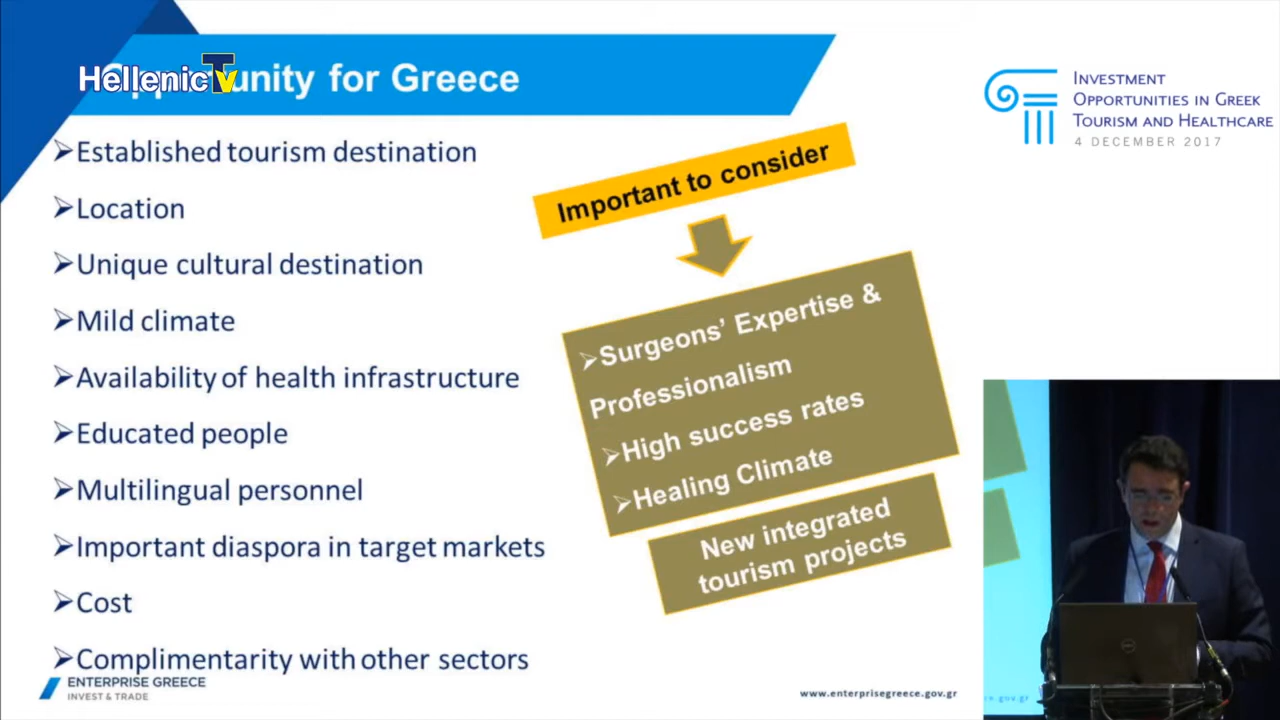 HellenicTv
Opportunity for Greece
INVESTMENT
OPPORTUNITIES IN GREEK
TOURISM AND HEALTHCARE
4 DECEMBER 2017
➢Established tourism destination
➢Location
➢Unique cultural destination
➢Mild climate
➢Availability of health infrastructure
➢Educated people
➢Multilingual personnel
➢Important diaspora in target markets
➢Cost
➢Complimentarity with other sectors
Important to consider
➢Surgeons’ Expertise &
Professionalism
➢High success rates
➢Healing Climate
New integrated
tourism projects
ENTERPRISE GREECE
INVEST & TRADE
www.enterprisegreece.gov.gr
DELL